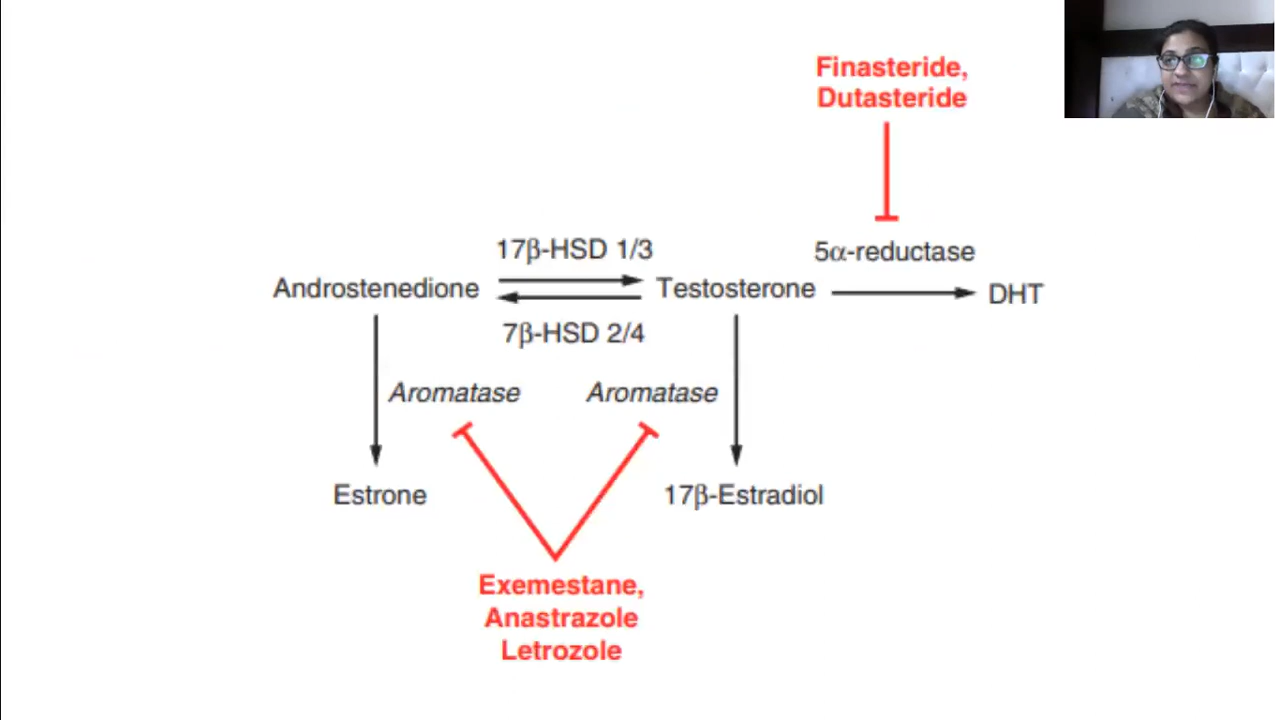 Finasteride,
Dutasteride
17β-HSD 1/3
5α-reductase
Androstenedione
Testosterone
DHT
7β-HSD 2/4
Aromatase
Aromatase
Estrone
17β-Estradiol
Exemestane,
Anastrazole
Letrozole